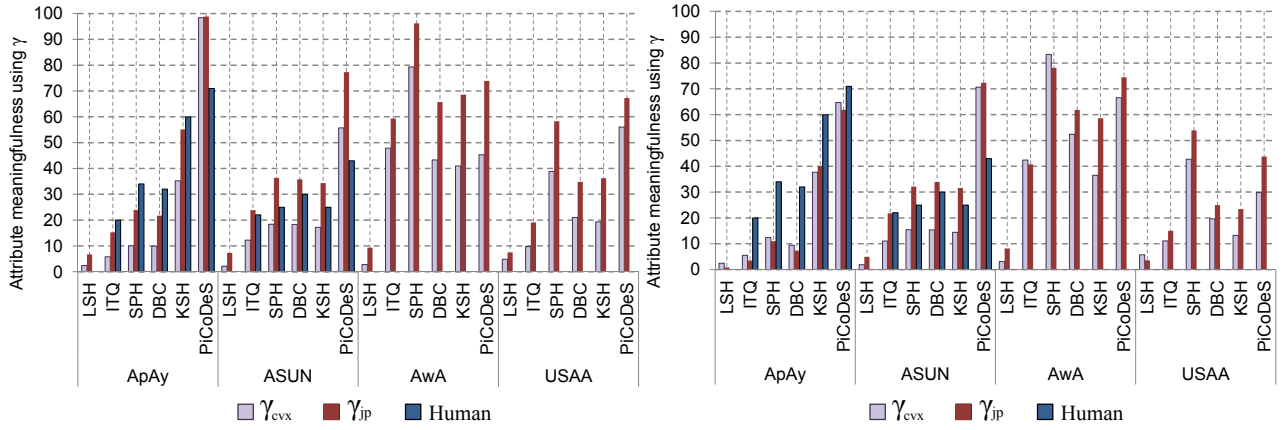 Attribute meaningfulness using γ
100
90
80
70
60
50
40
30
20
10
0
LSH
ITQ
SPH
DBC
KSH
PiCoDeS
LSH
ITQ
SPH
DBC
KSH
PiCoDeS
LSH
ITQ
SPH
DBC
KSH
PiCoDeS
LSH
ITQ
SPH
DBC
KSH
PiCoDeS
ApAy ASUN AwA USAA
γcvx γjp Human
Attribute meaningfulness using γ
100
90
80
70
60
50
40
30
20
10
0
LSH
ITQ
SPH
DBC
KSH
PiCoDeS
LSH
ITQ
SPH
DBC
KSH
PiCoDeS
LSH
ITQ
SPH
DBC
KSH
PiCoDeS
LSH
ITQ
SPH
DBC
KSH
PiCoDeS
ApAy ASUN AwA USAA
γcvx γjp Human